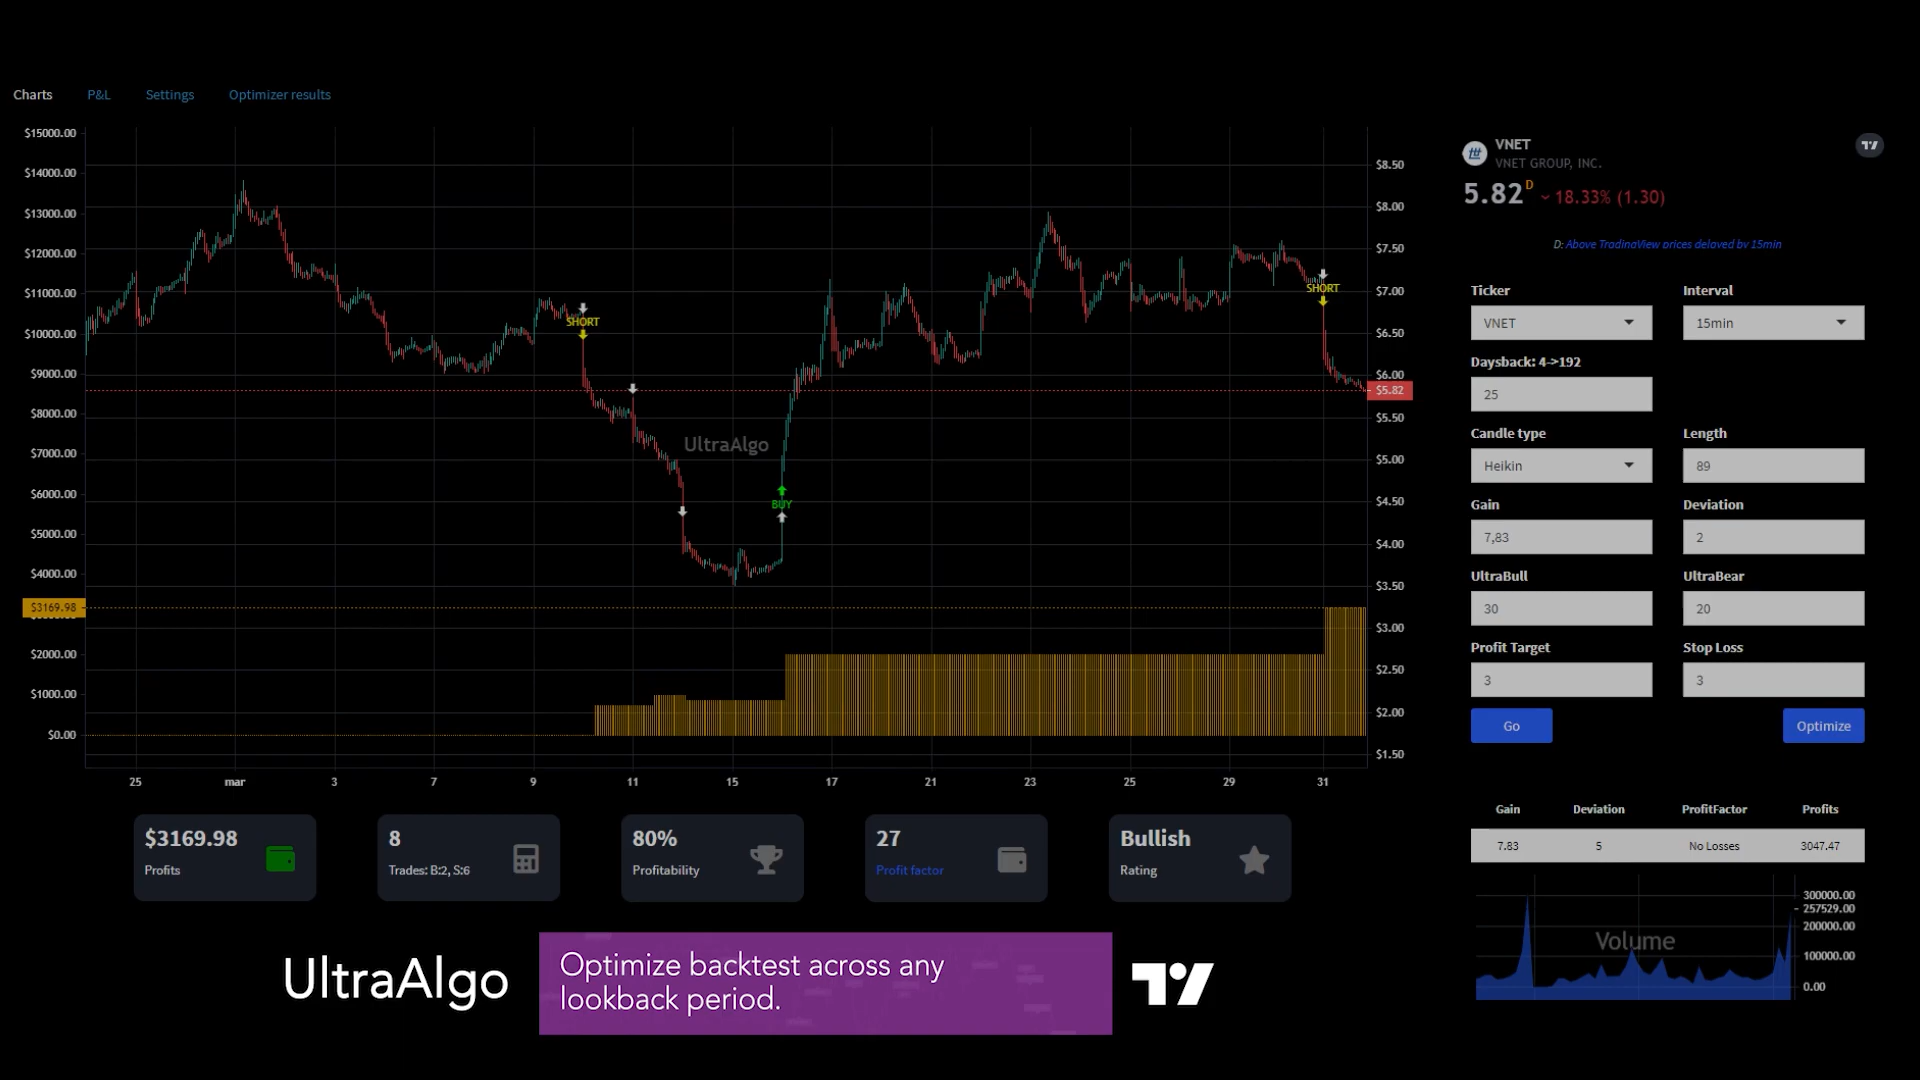 Charts P&L Settings Optimizer results
$15000.00
$14000.00
$13000.00
$12000.00
$11000.00
$10000.00
$9000.00
$8000.00
$7000.00
$6000.00
$5000.00
$4000.00
$3169.98
$2000.00
$1000.00
$0.00
SHORT
UltraAlgo
BUY
SHORT
$8.50
$8.00
$7.50
$7.00
$6.50
$6.00
$5.82
$5.50
$5.00
$4.50
$4.00
$3.50
$3.00
$2.50
$2.00
$1.50
25 mar 3 7 9 11 15 17 21 23 25 29 31
VNET
VNET GROUP, INC.
5.82 D 18.33% (1.30)
D: Above TradingView prices delayed by 15min
Ticker Interval
VNET 15min
Daysback: 4->192
25
Candle type Length
Heikin 89
Gain Deviation
7,83 2
UltraBull UltraBear
30 20
Profit Target Stop Loss
3 3
Go Optimize
Gain Deviation ProfitFactor Profits
7.83 5 No Losses 3047.47
Volume
300000.00
257529.00
200000.00
100000.00
0.00
$3169.98
Profits
8
Trades: B:2, S:6
80%
Profitability
27
Profit factor
Bullish
Rating
UltraAlgo
Optimize backtest across any
lookback period.